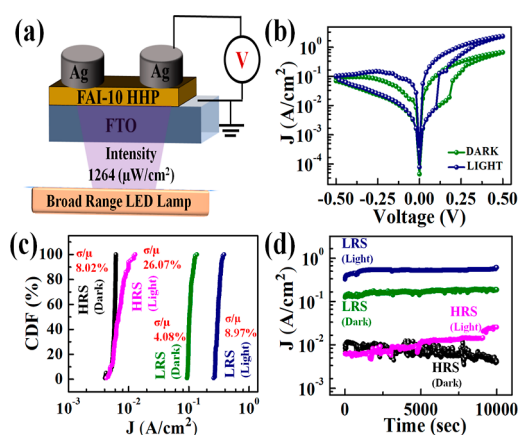 (a)
Ag
Ag
V
FAI-10 HHP
FTO
Intensity
1264 (μW/cm²)
Broad Range LED Lamp
(b)
J (A/cm²)
10⁰
10⁻¹
10⁻²
10⁻³
10⁻⁴
DARK
LIGHT
-0.50 -0.25 0.00 0.25 0.50
Voltage (V)
(c)
CDF (%)
120
100
80
60
40
20
0
σ/μ
8.02%
HRS
(Dark)
σ/μ
26.07%
HRS
(Light)
σ/μ
4.08%
LRS
(Dark)
σ/μ
8.97%
LRS
(Light)
10⁻³ 10⁻² 10⁻¹ 10⁰
J (A/cm²)
(d)
J (A/cm²)
10¹
10⁰
10⁻¹
10⁻²
10⁻³
LRS
(Light)
LRS
(Dark)
HRS
(Light)
HRS
(Dark)
0 5000 10000
Time (sec)